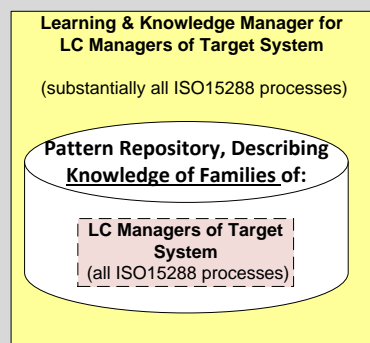 Learning & Knowledge Manager for
LC Managers of Target System
(substantially all ISO15288 processes)
Pattern Repository, Describing
Knowledge of Families of:
LC Managers of Target
System
(all ISO15288 processes)